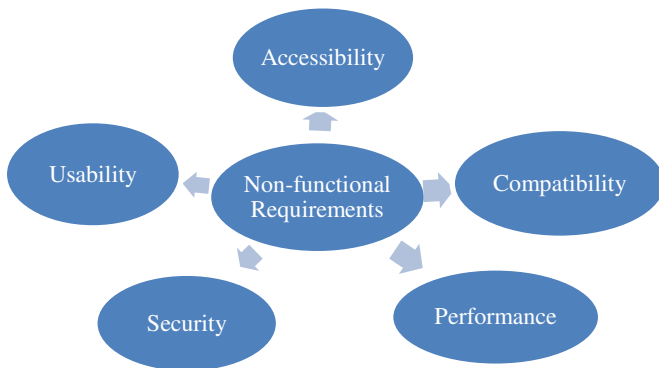 Accessibility
Usability
Non-functional
Requirements
Compatibility
Security
Performance